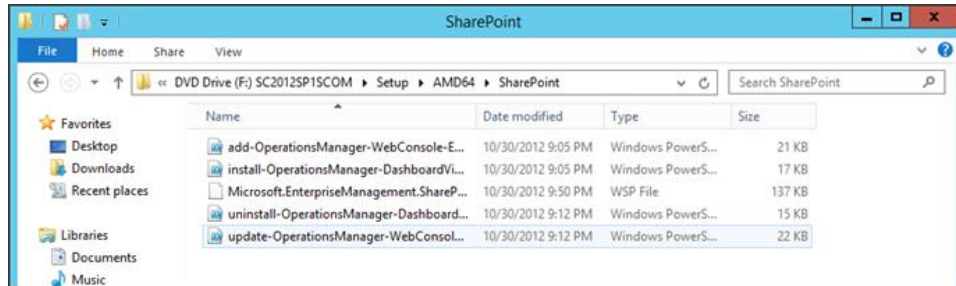 SharePoint
File Home Share View
« DVD Drive (F:) SC2012SP1SCOM ▸ Setup ▸ AMD64 ▸ SharePoint Search SharePoint
Name Date modified Type Size
Favorites
Desktop add-OperationsManager-WebConsole-E... 10/30/2012 9:05 PM Windows PowerS... 21 KB
Downloads install-OperationsManager-DashboardVi... 10/30/2012 9:05 PM Windows PowerS... 17 KB
Recent places Microsoft.EnterpriseManagement.ShareP... 10/30/2012 9:50 PM WSP File 137 KB
uninstall-OperationsManager-Dashboard... 10/30/2012 9:12 PM Windows PowerS... 15 KB
Libraries update-OperationsManager-WebConsol... 10/30/2012 9:12 PM Windows PowerS... 22 KB
Documents
Music